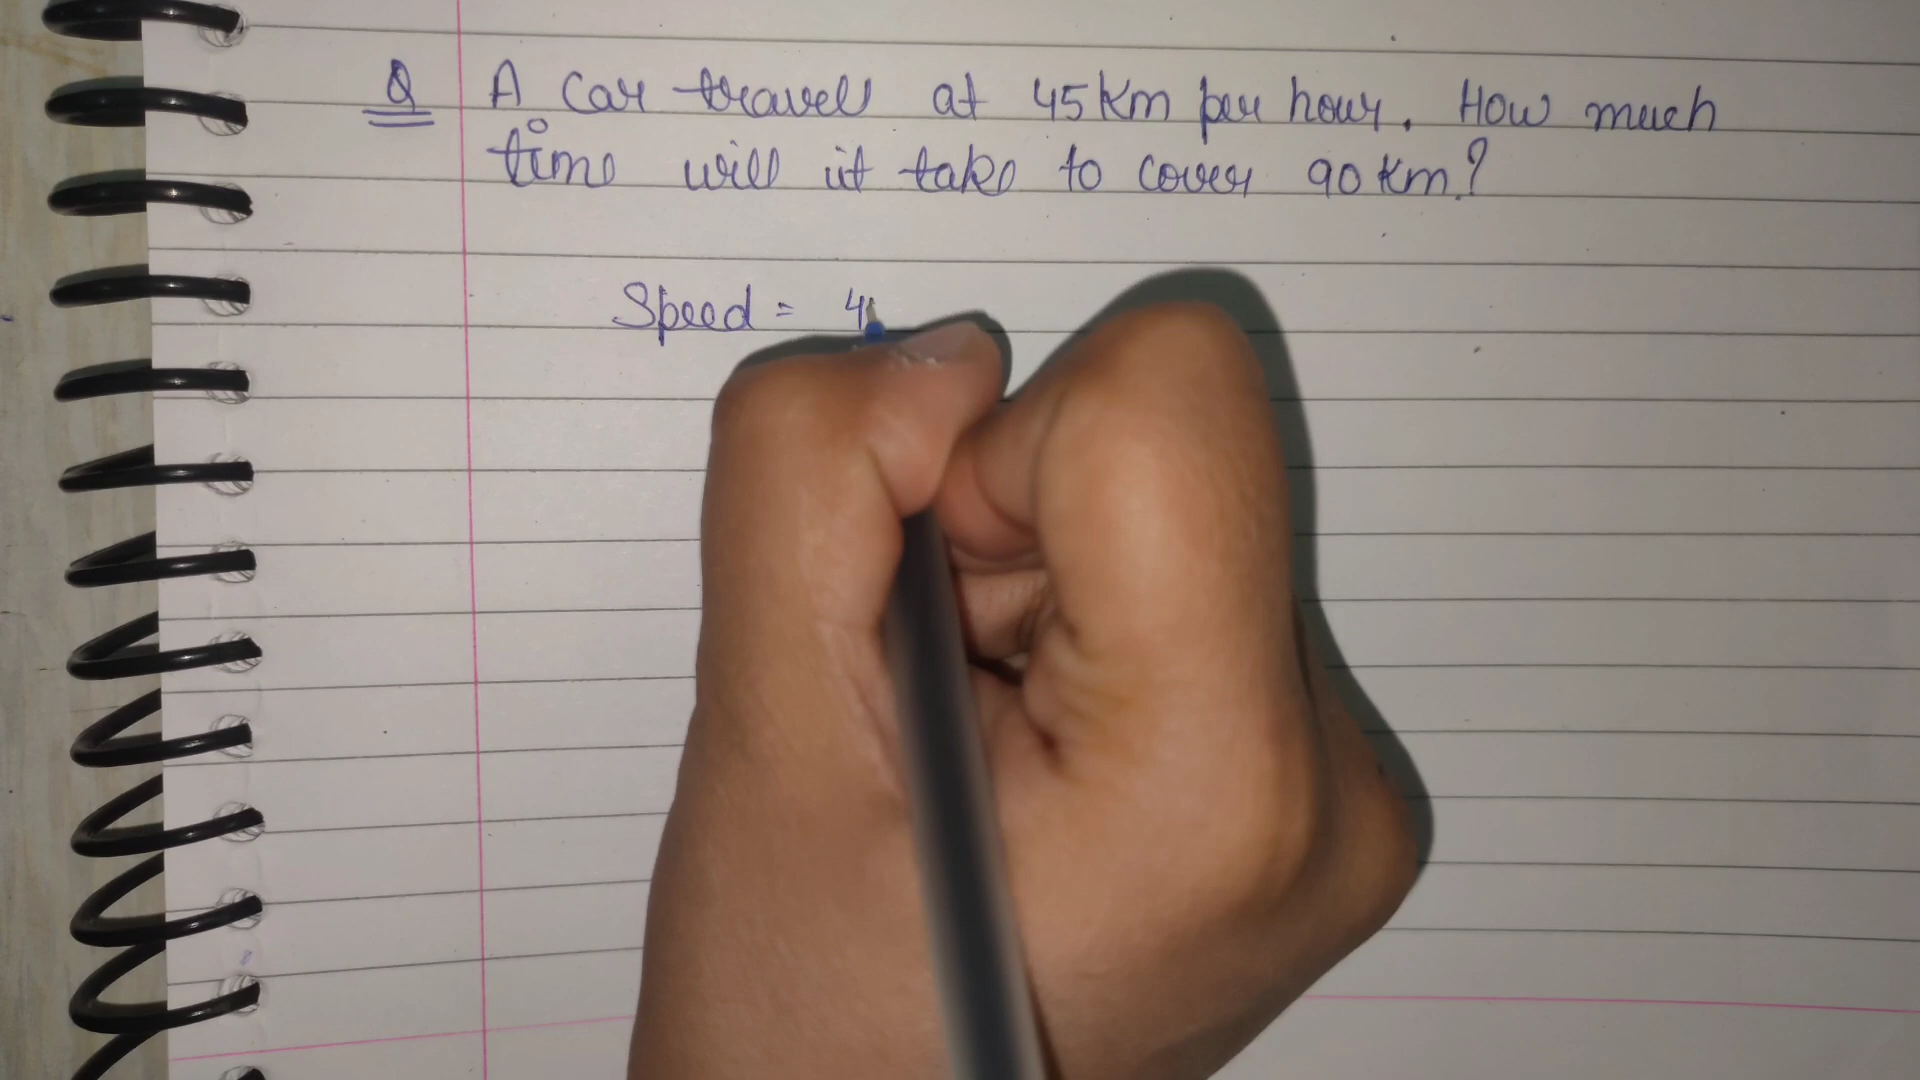 Q A car travels at 45 km per hour. How much
time will it take to cover 90 km?
Speed = 4